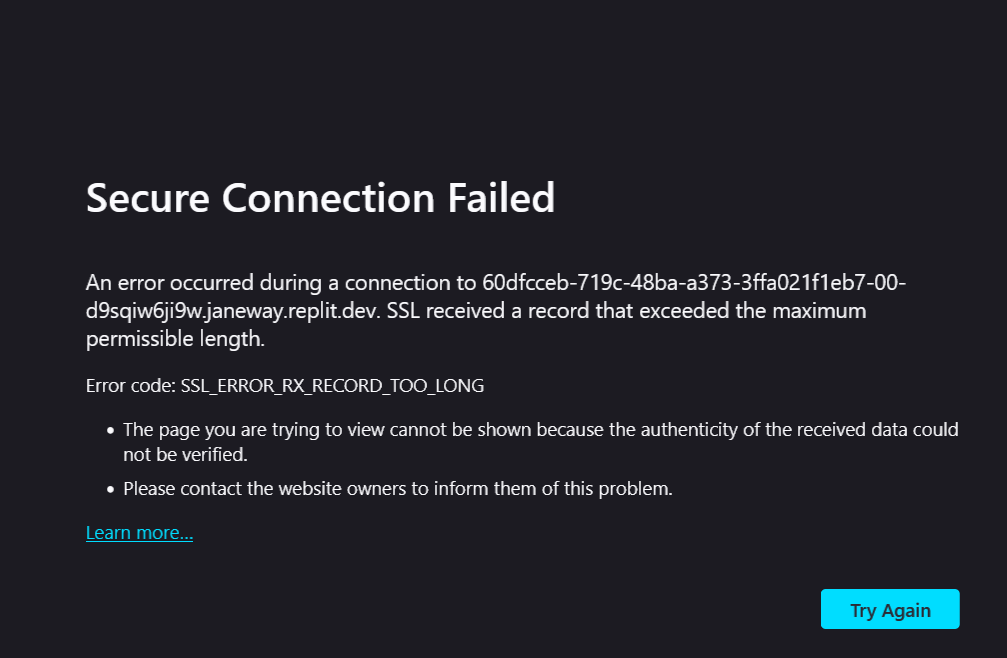 Secure Connection Failed
An error occurred during a connection to 60dfcceb-719c-48ba-a373-3ffa021f1eb7-00-
d9sqiw6ji9w.janeway.replit.dev. SSL received a record that exceeded the maximum
permissible length.
Error code: SSL_ERROR_RX_RECORD_TOO_LONG
• The page you are trying to view cannot be shown because the authenticity of the received data could
not be verified.
• Please contact the website owners to inform them of this problem.
Learn more...
Try Again